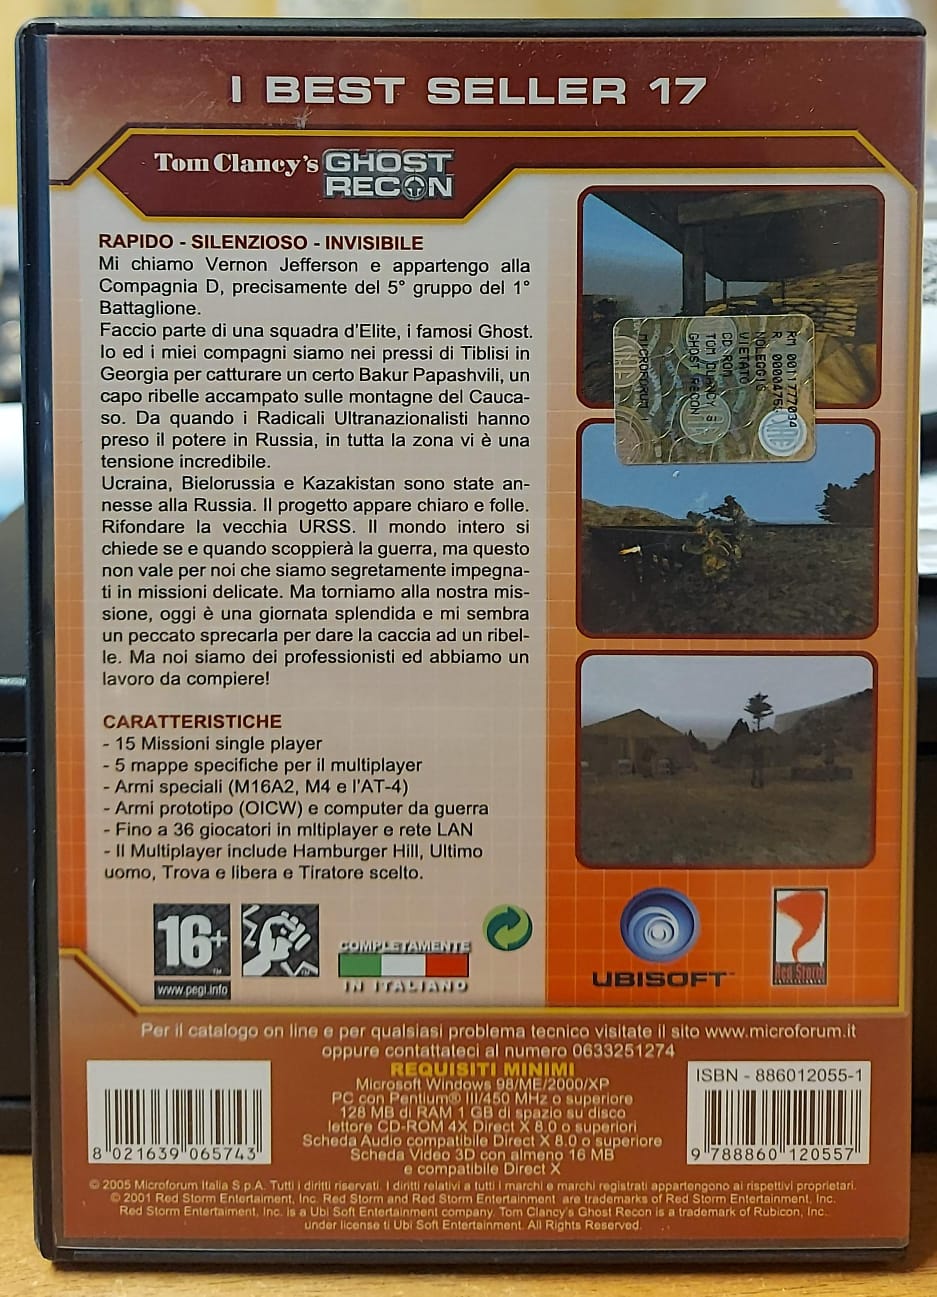 I BEST SELLER 17
Tom Clancy's GHOST
RECON
RAPIDO - SILENZIOSO - INVISIBILE
Mi chiamo Vernon Jefferson e appartengo alla
Compagnia D, precisamente del 5° gruppo del 1°
Battaglione.
Faccio parte di una squadra d'Elite, i famosi Ghost.
Io ed i miei compagni siamo nei pressi di Tiblisi in
Georgia per catturare un certo Bakur Papashvili, un
capo ribelle accampato sulle montagne del Cauca-
so. Da quando i Radicali Ultranazionalisti hanno
preso il potere in Russia, in tutta la zona vi è una
tensione incredibile.
Ucraina, Bielorussia e Kazakistan sono state an-
nesse alla Russia. Il progetto appare chiaro e folle.
Rifondare la vecchia URSS. Il mondo intero si
chiede se e quando scoppierà la guerra, ma questo
non vale per noi che siamo segretamente impegna-
ti in missioni delicate. Ma torniamo alla nostra mis-
sione, oggi è una giornata splendida e mi sembra
un peccato sprecarla per dare la caccia ad un ribel-
le. Ma noi siamo dei professionisti ed abbiamo un
lavoro da compiere!
CARATTERISTICHE
- 15 Missioni single player
- 5 mappe specifiche per il multiplayer
- Armi speciali (M16A2, M4 e l'AT-4)
- Armi prototipo (OICW) e computer da guerra
- Fino a 36 giocatori in mltiplayer e rete LAN
- Il Multiplayer include Hamburger Hill, Ultimo
uomo, Trova e libera e Tiratore scelto.
RM 001177034
NOLEGGIO
VIETATO
CD-ROM
GHOST RECON
MICROFORUM
16+
www.pegi.info
COMPLETAMENTE
IN ITALIANO
UBISOFT
Red Storm
Per il catalogo on line e per qualsiasi problema tecnico visitate il sito www.microforum.it
oppure contattateci al numero 0633251274
REQUISITI MINIMI
Microsoft Windows 98/ME/2000/XP
PC con Pentium® III/450 MHz o superiore
128 MB di RAM 1 GB di spazio su disco
lettore CD-ROM 4X Direct X 8.0 o superiori
Scheda Audio compatibile Direct X 8.0 o superiore
Scheda Video 3D con almeno 16 MB
e compatibile Direct X
8 021639 065743
ISBN - 886012055-1
9 788860 120557
© 2005 Microforum Italia S.p.A. Tutti i diritti riservati. I diritti relativi a tutti i marchi e marchi registrati appartengono ai rispettivi proprietari.
© 2001 Red Storm Entertaiment, Inc. Red Storm and Red Storm Entertainment are trademarks of Red Storm Entertainment, Inc.
Red Storm Entertaiment, Inc. is a Ubi Soft Entertainment company. Tom Clancy's Ghost Recon is a trademark of Rubicon, Inc.
under license ti Ubi Soft Entertainment. All Rights Reserved.